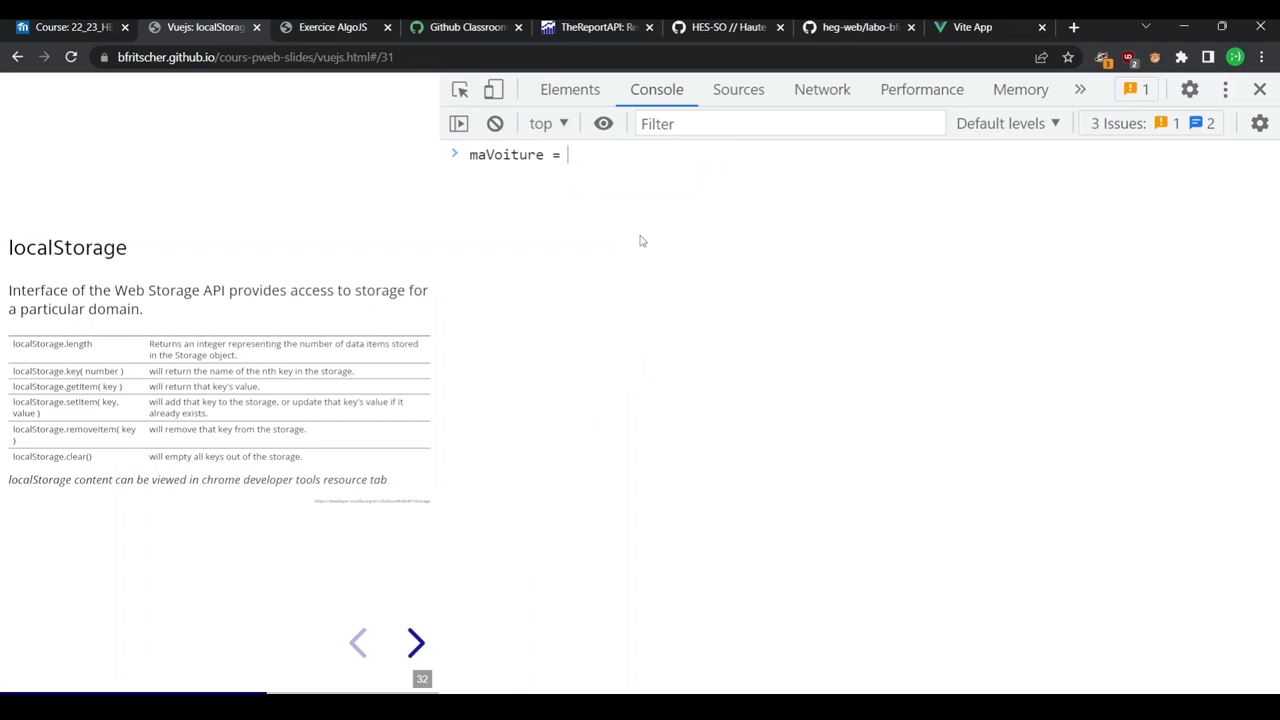 Course: 22_23_HE
Vuejs: localStorag
Exercice AlgoJS
Github Classroom
TheReportAPI: Re
HES-SO // Haute
heg-web/labo-bf
Vite App
bfritscher.github.io/cours-pweb-slides/vuejs.html#/31
Elements
Console
Sources
Network
Performance
Memory
1
top
Filter
Default levels
3 Issues: 1 2
> maVoiture =
localStorage
Interface of the Web Storage API provides access to storage for
a particular domain.
localStorage.length Returns an integer representing the number of data items stored
in the Storage object.
localStorage.key( number ) will return the name of the nth key in the storage.
localStorage.getItem( key ) will return that key's value.
localStorage.setItem( key, will add that key to the storage, or update that key's value if it
value ) already exists.
localStorage.removeItem( key will remove that key from the storage.
)
localStorage.clear() will empty all keys out of the storage.
localStorage content can be viewed in chrome developer tools resource tab
32